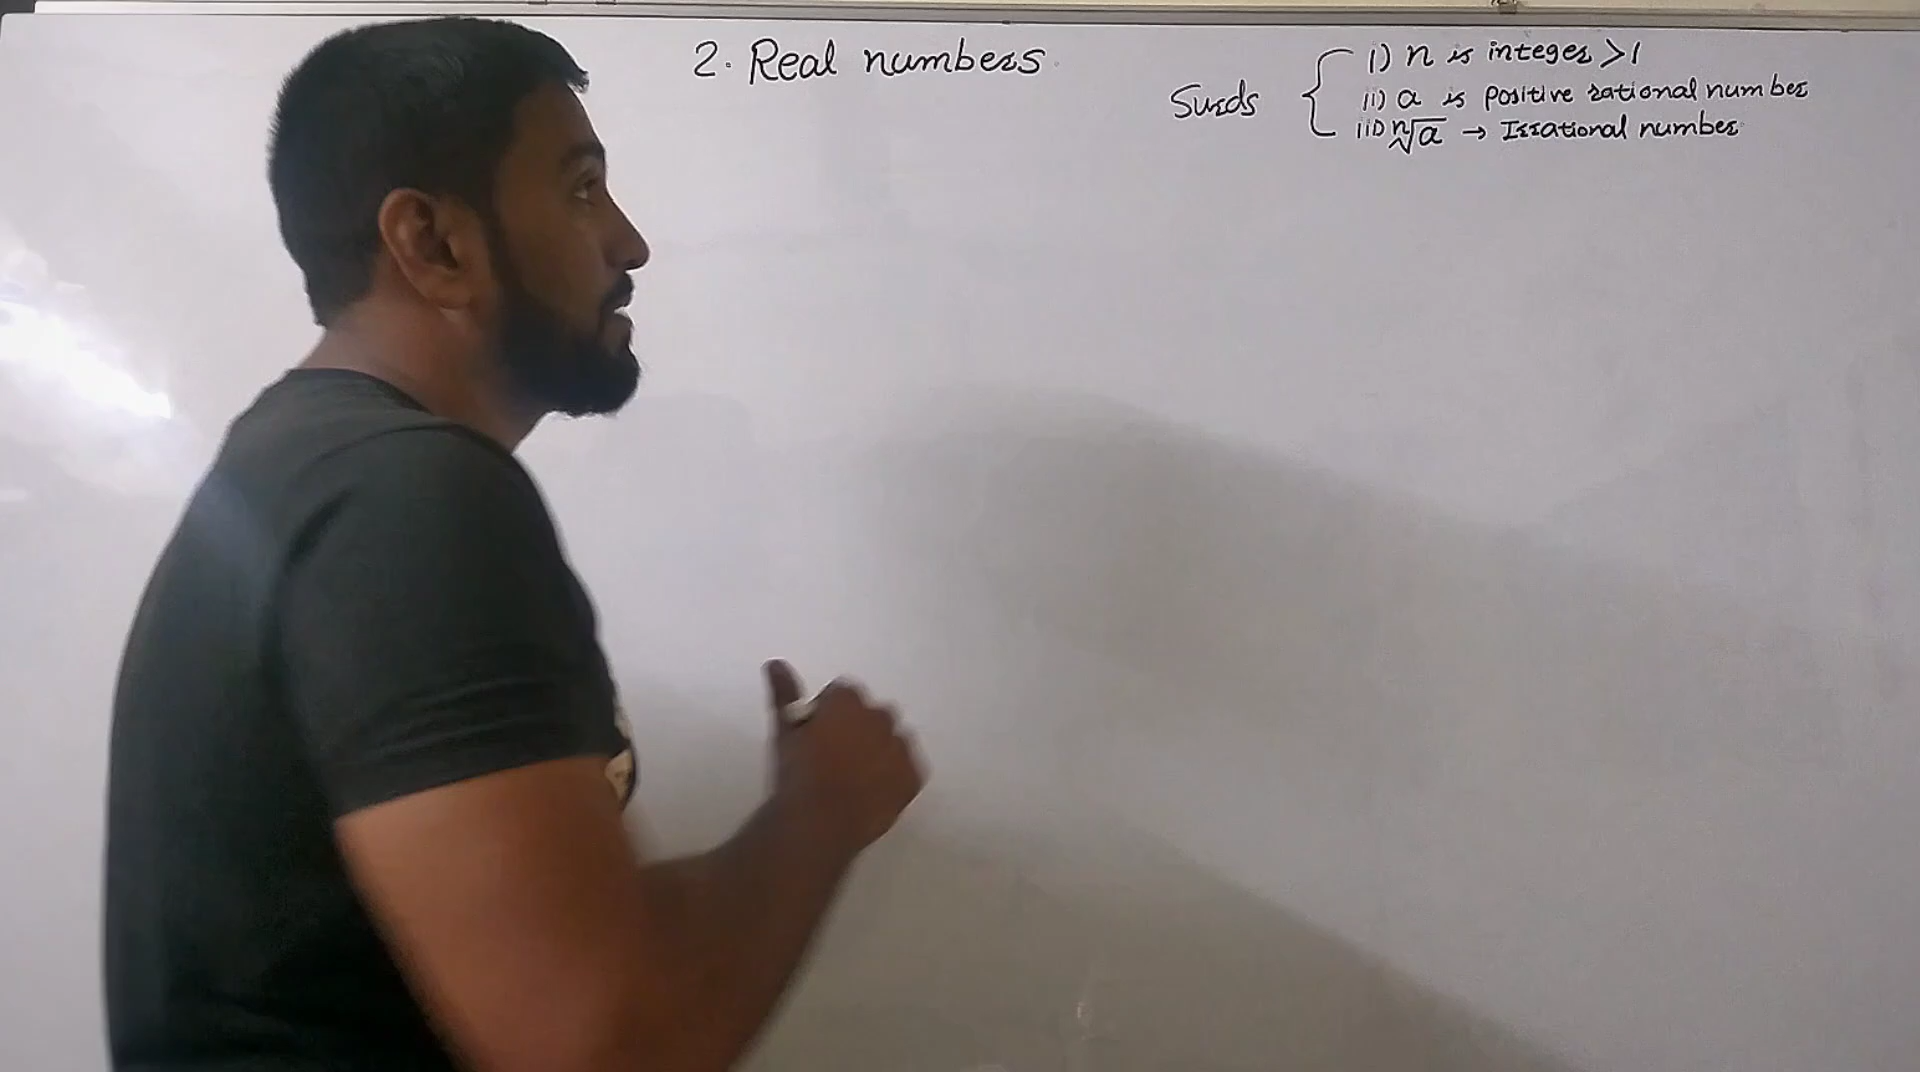 2. Real numbers
Surds
i) n is integer >1
ii) a is positive rational number
iii) ⁿ√a → Irrational number